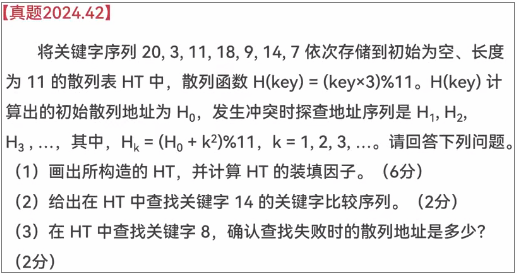 【真题2024.42】
将关键字序列 20, 3, 11, 18, 9, 14, 7 依次存储到初始为空、长度
为 11 的散列表 HT 中，散列函数 H(key) = (key×3)%11。H(key) 计
算出的初始散列地址为 H₀，发生冲突时探查地址序列是 H₁, H₂,
H₃ , …，其中，Hₖ = (H₀ + k²)%11，k = 1, 2, 3, …。请回答下列问题。
（1）画出所构造的 HT，并计算 HT 的装填因子。（6分）
（2）给出在 HT 中查找关键字 14 的关键字比较序列。（2分）
（3）在 HT 中查找关键字 8，确认查找失败时的散列地址是多少？
（2分）